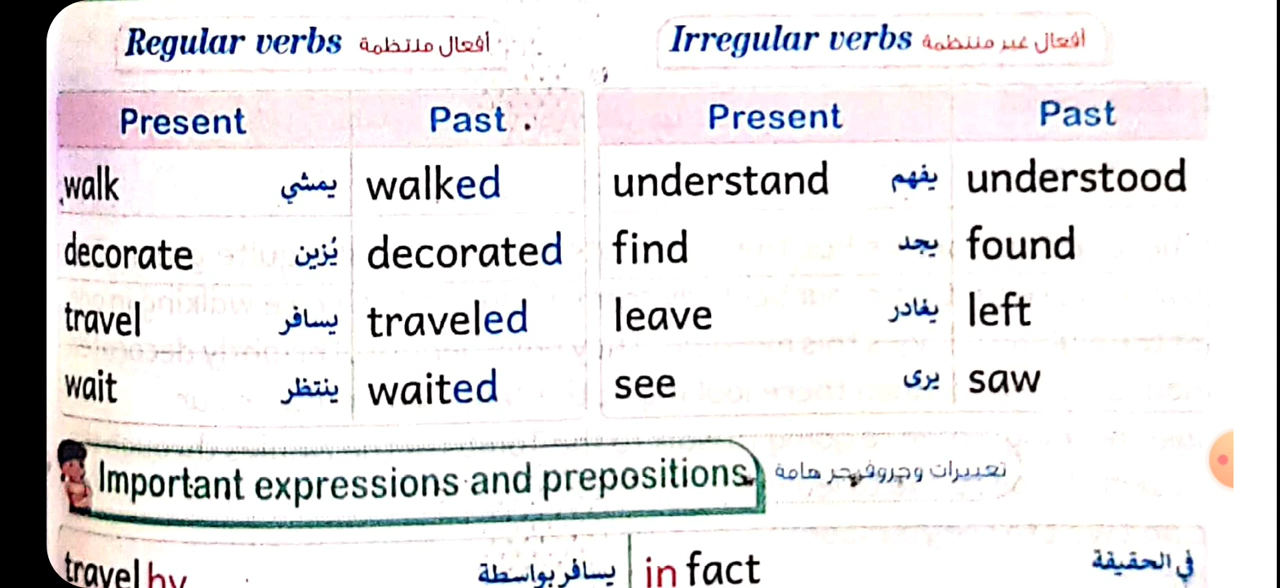 Regular verbs أفعال منتظمة
Irregular verbs أفعال غير منتظمة
Present Past
walk يمشي walked
decorate يُزين decorated
travel يسافر traveled
wait ينتظر waited
Present Past
understand يفهم understood
find يجد found
leave يغادر left
see يرى saw
Important expressions and prepositions تعبيرات وحروف جر هامة
travel by يسافر بواسطة
in fact في الحقيقة